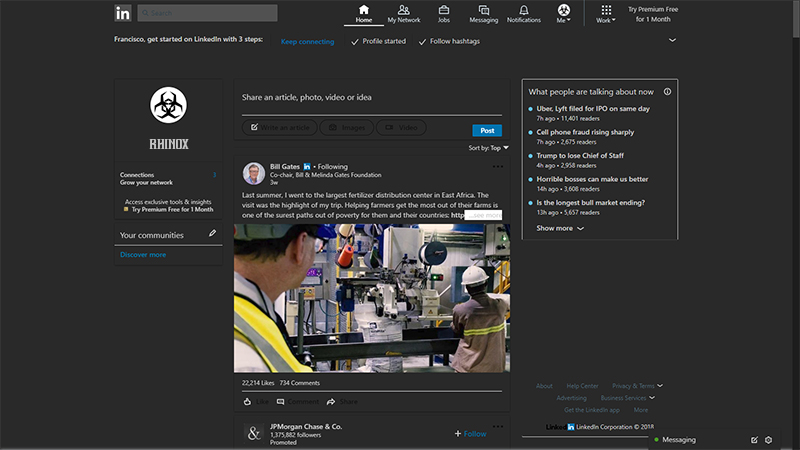 in
Search
Home
My Network
Jobs
Messaging
Notifications
Me
Work
Try Premium Free
for 1 Month
Francisco, get started on LinkedIn with 3 steps:
Keep connecting
Profile started
Follow hashtags
RHINOX
Connections 3
Grow your network
Access exclusive tools & insights
Try Premium Free for 1 Month
Your communities
Discover more
Share an article, photo, video or idea
Write an article
Images
Video
Post
Sort by: Top
Bill Gates in • Following
Co-chair, Bill & Melinda Gates Foundation
3w
Last summer, I went to the largest fertilizer distribution center in East Africa. The
visit was the highlight of my trip. Helping farmers get the most out of their farms is
one of the surest paths out of poverty for them and their countries: http ...see more
22,214 Likes 734 Comments
Like
Comment
Share
JPMorgan Chase & Co.
1,375,882 followers
Promoted
+ Follow
What people are talking about now
Uber, Lyft filed for IPO on same day
7h ago • 11,401 readers
Cell phone fraud rising sharply
7h ago • 2,675 readers
Trump to lose Chief of Staff
4h ago • 2,958 readers
Horrible bosses can make us better
14h ago • 3,608 readers
Is the longest bull market ending?
13h ago • 5,657 readers
Show more
About
Help Center
Privacy & Terms
Advertising
Business Services
Get the LinkedIn app
More
Linked in LinkedIn Corporation © 2018
Messaging